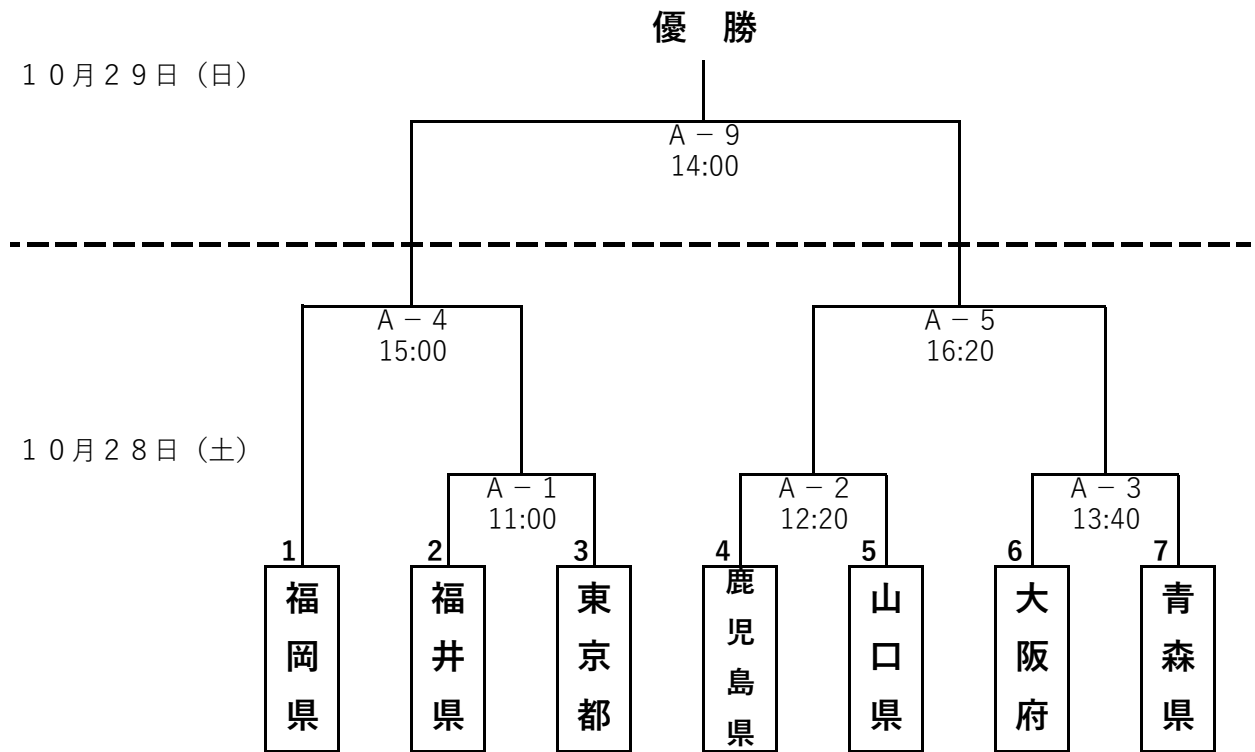 優　勝
１０月２９日（日）
Ａ－９
14:00
Ａ－４
15:00
Ａ－５
16:20
１０月２８日（土）
Ａ－１
11:00
Ａ－２
12:20
Ａ－３
13:40
1
2
3
4
5
6
7
福岡県
福井県
東京都
鹿児島県
山口県
大阪府
青森県